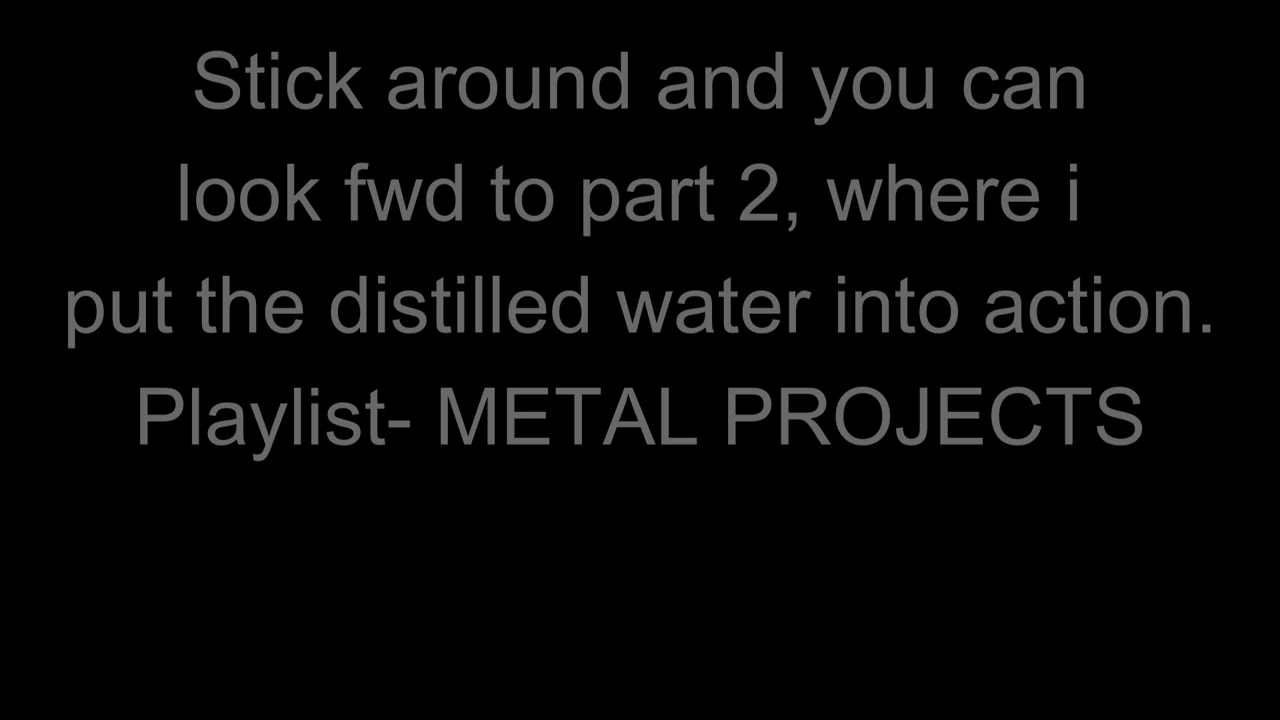 Stick around and you can
look fwd to part 2, where i
put the distilled water into action.
Playlist- METAL PROJECTS